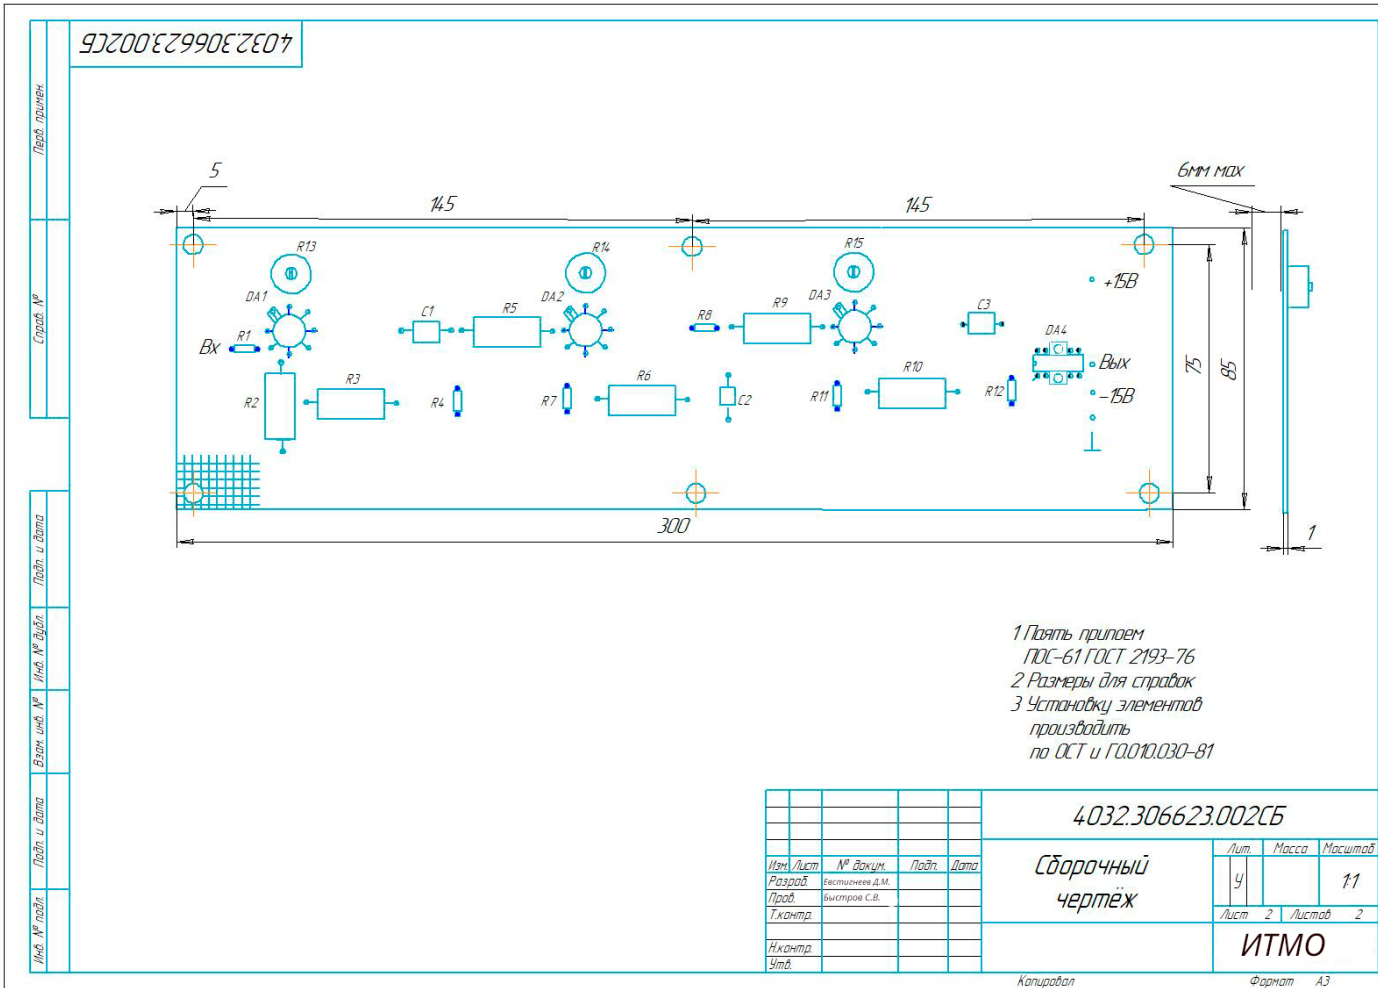 4032.306623.002СБ
Перв. примен.
Справ. №
Подп. и дата
Инв. № дубл.
Взам. инв. №
Подп. и дата
Инв. № подл.
5
145
145
6мм мах
R13
R14
R15
+15В
DA1
C1
R5
DA2
R8
R9
DA3
C3
DA4
R1
Вх
Вых
R2
R3
R4
R7
R6
C2
R11
R10
R12
-15В
75
85
300
1
1 Паять припоем
ПОС-61 ГОСТ 2193-76
2 Размеры для справок
3 Установку элементов
производить
по ОСТ и ГО.010.030-81
4032.306623.002СБ
Изм. Лист № докум. Подп. Дата
Разраб. Евстигнеев Д.М.
Пров. Быстров С.В.
Т.контр.
Н.контр.
Утв.
Сборочный
чертёж
Лит. Масса Масштаб
У 1:1
Лист 2 Листов 2
ИТМО
Копировал Формат А3